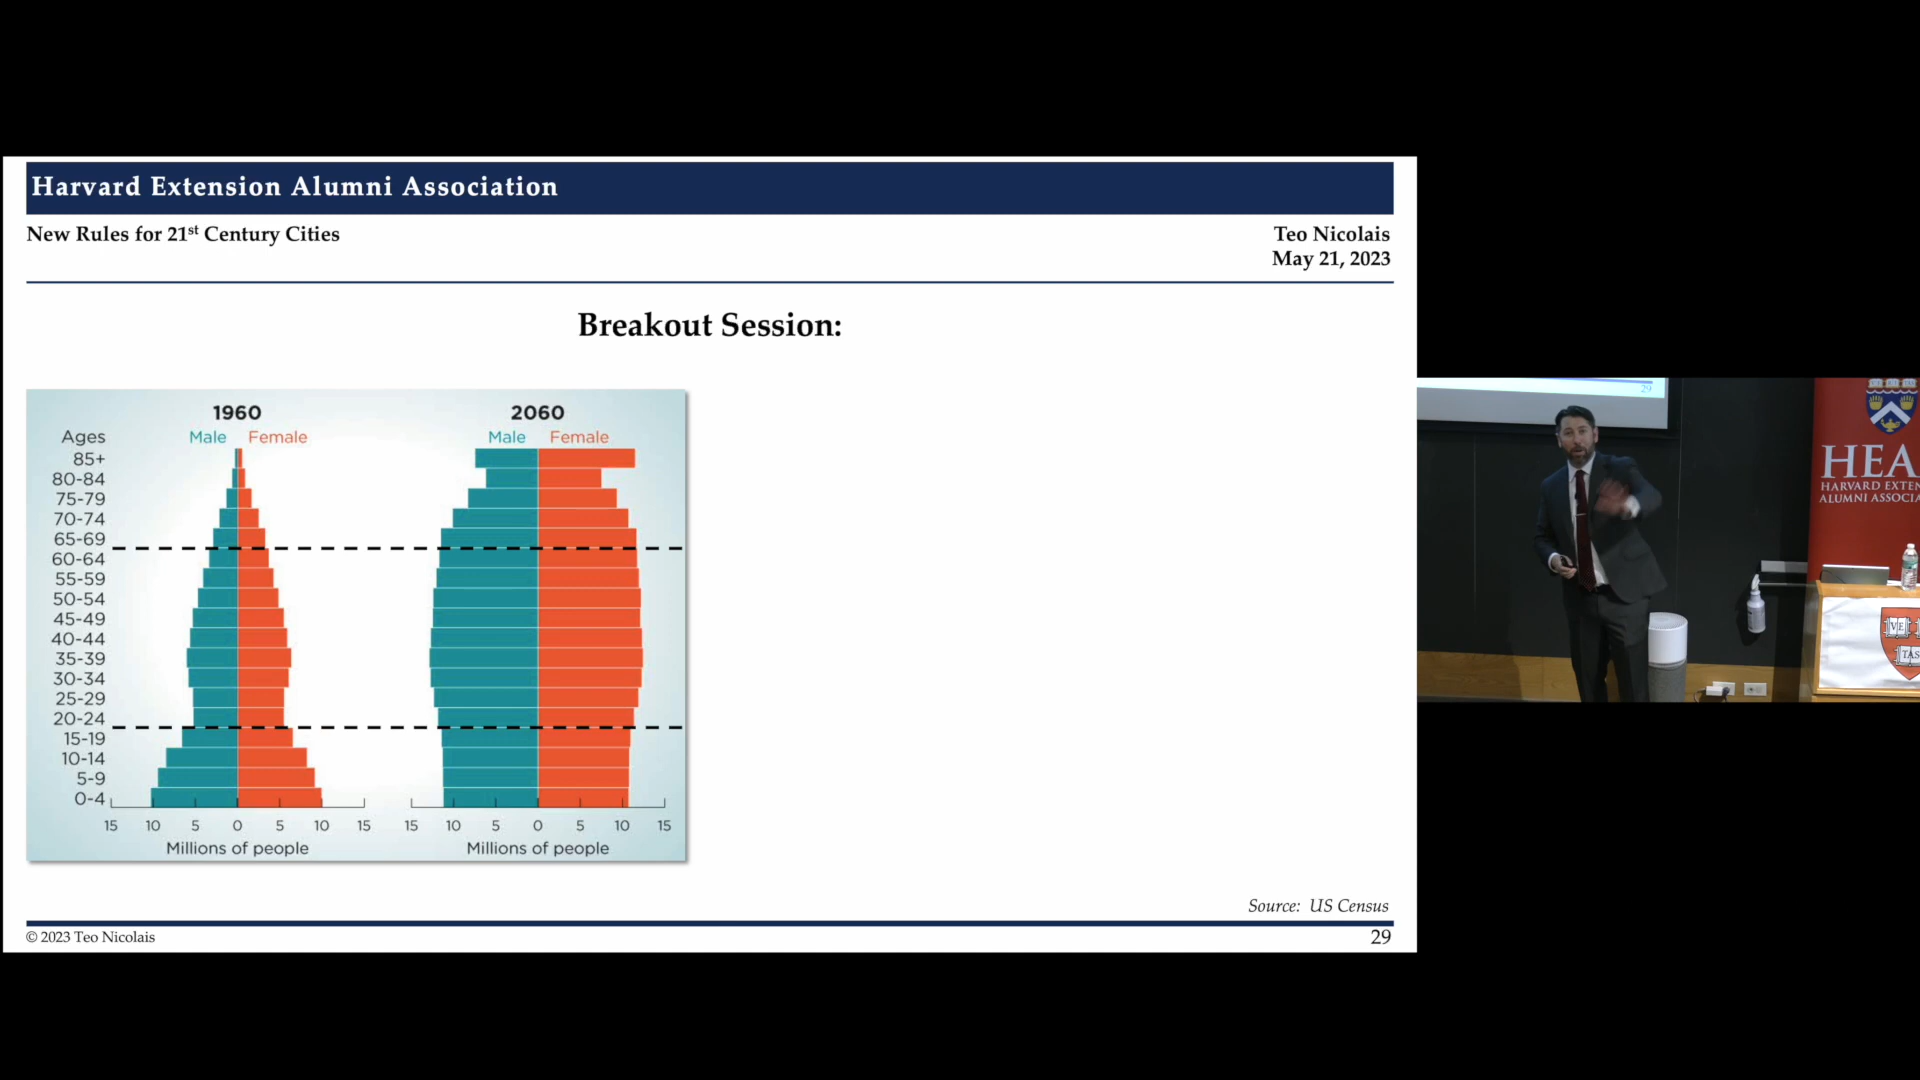 Harvard Extension Alumni Association
New Rules for 21st Century Cities
Teo Nicolais
May 21, 2023
Breakout Session:
1960
2060
Ages
Male Female
Male Female
85+
80-84
75-79
70-74
65-69
60-64
55-59
50-54
45-49
40-44
35-39
30-34
25-29
20-24
15-19
10-14
5-9
0-4
15 10 5 0 5 10 15
15 10 5 0 5 10 15
Millions of people
Millions of people
Source: US Census
© 2023 Teo Nicolais
29
29
HEA
HARVARD EXTEN
ALUMNI ASSOCIA
VE
TAS